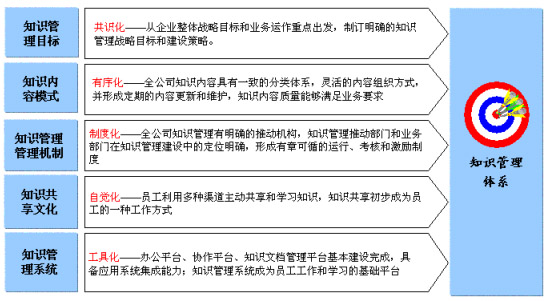 知识管
理目标
共识化——从企业整体战略目标和业务运作重点出发，制订明确的知识
管理战略目标和建设策略。
知识内
容模式
有序化——全公司知识内容具有一致的分类体系，灵活的内容组织方式，
并形成定期的内容更新和维护，知识内容质量能够满足业务要求
知识管理
管理机制
制度化——全公司知识管理有明确的推动机构，知识管理推动部门和业务
部门在知识管理建设中的定位明确，形成有章可循的运行、考核和激励制
度
知识共
享文化
自觉化——员工利用多种渠道主动共享和学习知识，知识共享初步成为员
工的一种工作方式
知识管
理系统
工具化——办公平台、协作平台、知识文档管理平台基本建设完成，具
备应用系统集成能力；知识管理系统成为员工工作和学习的基础平台
知识管理
体系